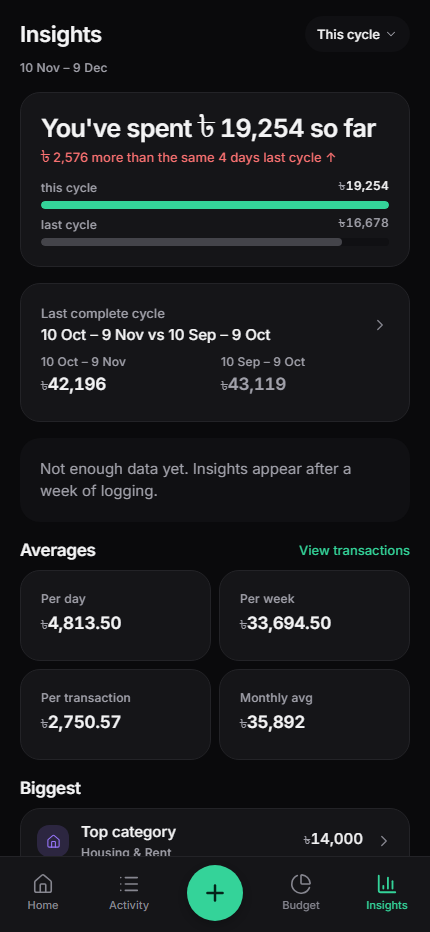 Insights
This cycle
10 Nov – 9 Dec
You've spent ৳ 19,254 so far
৳ 2,576 more than the same 4 days last cycle ↑
this cycle ৳19,254
last cycle ৳16,678
Last complete cycle
10 Oct – 9 Nov vs 10 Sep – 9 Oct
10 Oct – 9 Nov 10 Sep – 9 Oct
৳42,196 ৳43,119
Not enough data yet. Insights appear after a
week of logging.
Averages View transactions
Per day Per week
৳4,813.50 ৳33,694.50
Per transaction Monthly avg
৳2,750.57 ৳35,892
Biggest
Top category ৳14,000
Housing & Rent
Home Activity Budget Insights